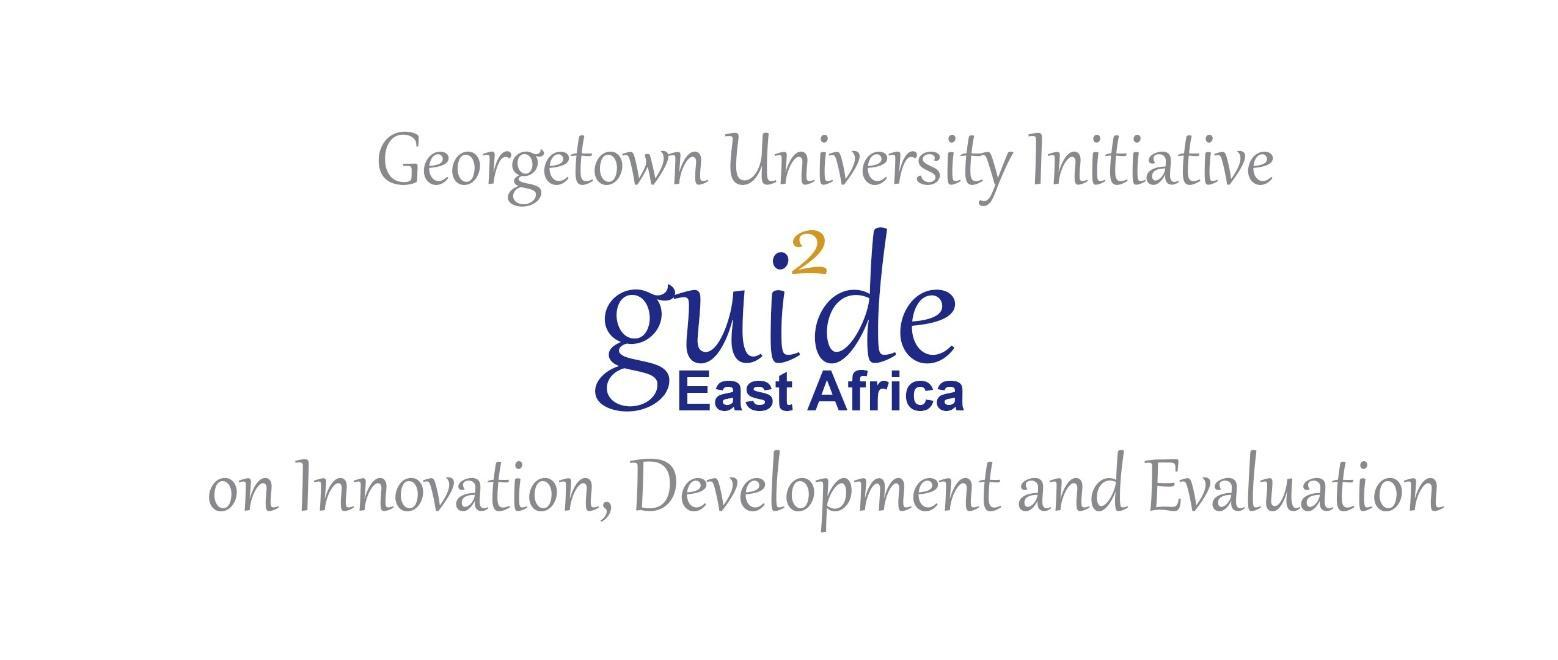 Georgetown University Initiative
gui²de
East Africa
on Innovation, Development and Evaluation